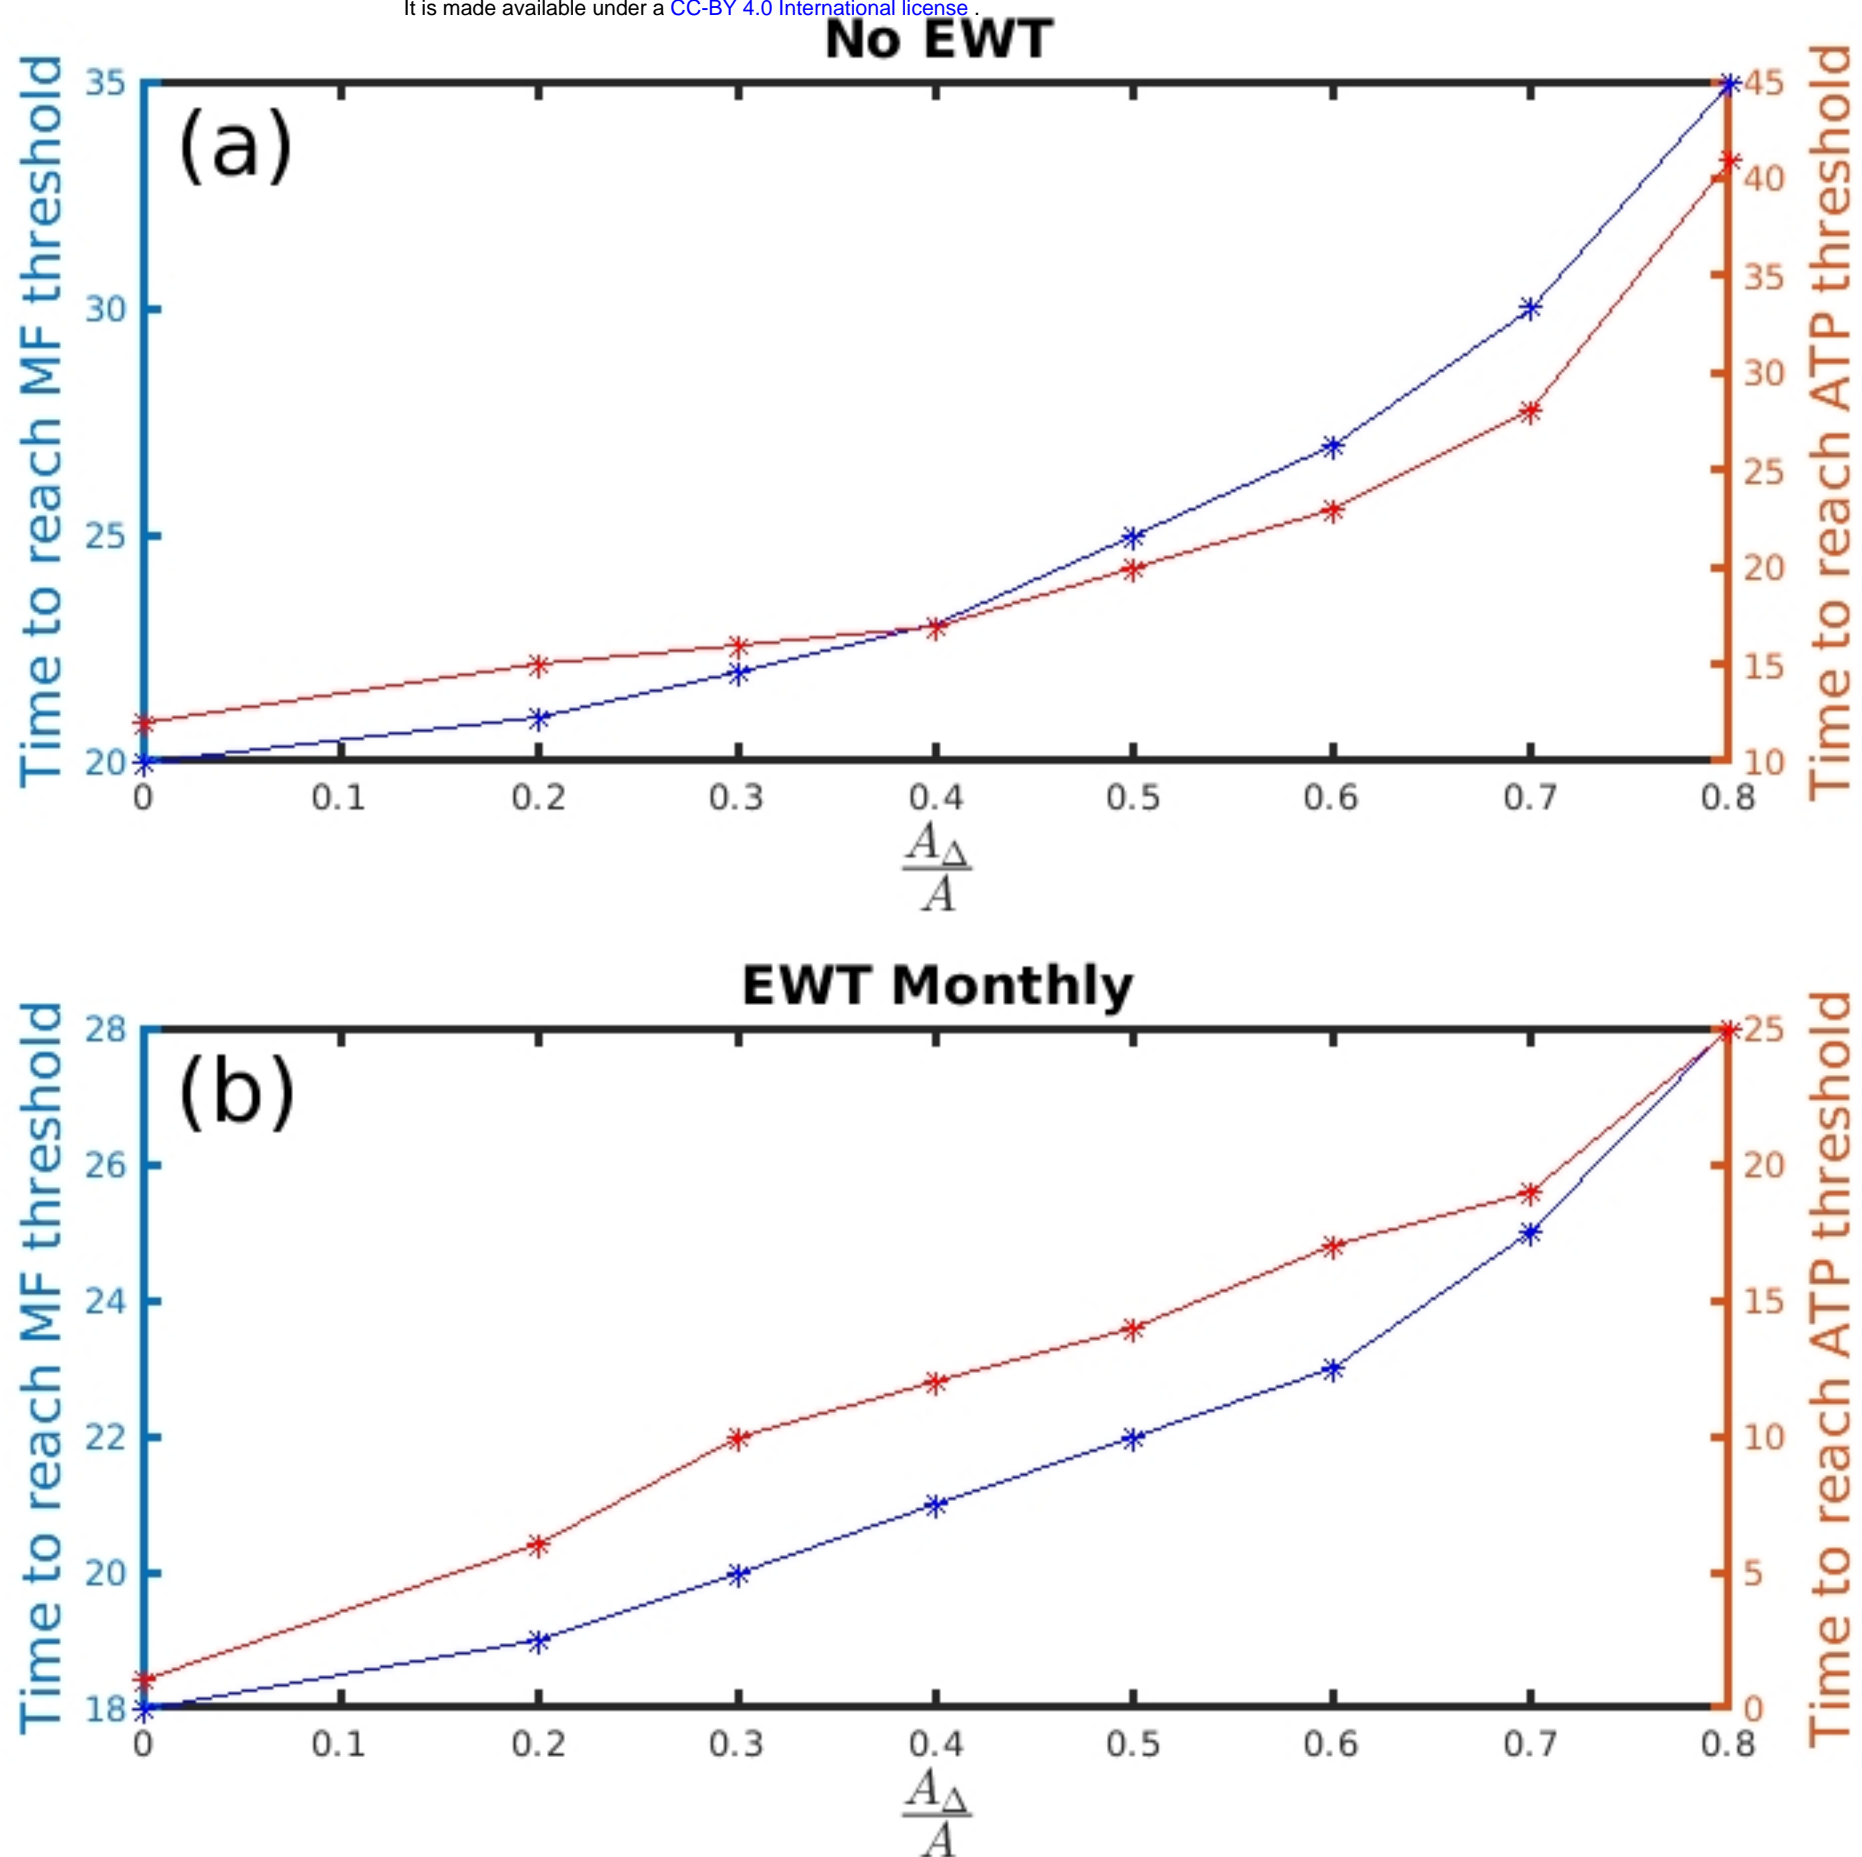 It is made available under a CC-BY 4.0 International license .
No EWT
(a)
Time to reach MF threshold
35
30
25
20
Time to reach ATP threshold
45
40
35
30
25
20
15
10
0 0.1 0.2 0.3 0.4 0.5 0.6 0.7 0.8
A_Δ
A
EWT Monthly
(b)
Time to reach MF threshold
28
26
24
22
20
18
Time to reach ATP threshold
25
20
15
10
5
0
0 0.1 0.2 0.3 0.4 0.5 0.6 0.7 0.8
A_Δ
A